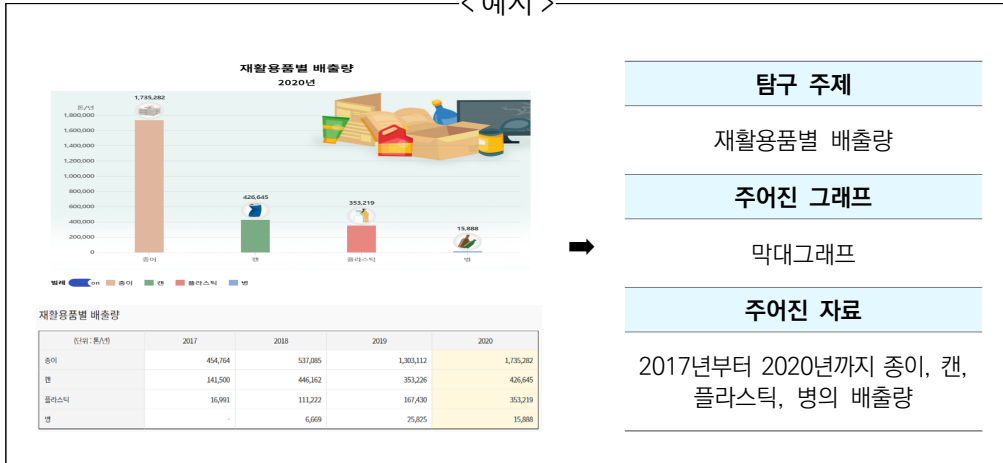 < 예시 >
재활용품별 배출량
2020년
톤/년
1,800,000
1,600,000
1,400,000
1,200,000
1,000,000
800,000
600,000
400,000
200,000
0
1,735,282
426,645
353,219
15,888
종이 캔 플라스틱 병
범례 on 종이 캔 플라스틱 병
재활용품별 배출량
(단위 : 톤/년) 2017 2018 2019 2020
종이 454,764 537,085 1,303,112 1,735,282
캔 141,500 446,162 353,226 426,645
플라스틱 16,991 111,222 167,430 353,219
병 - 6,669 25,825 15,888
➡
탐구 주제
재활용품별 배출량
주어진 그래프
막대그래프
주어진 자료
2017년부터 2020년까지 종이, 캔,
플라스틱, 병의 배출량